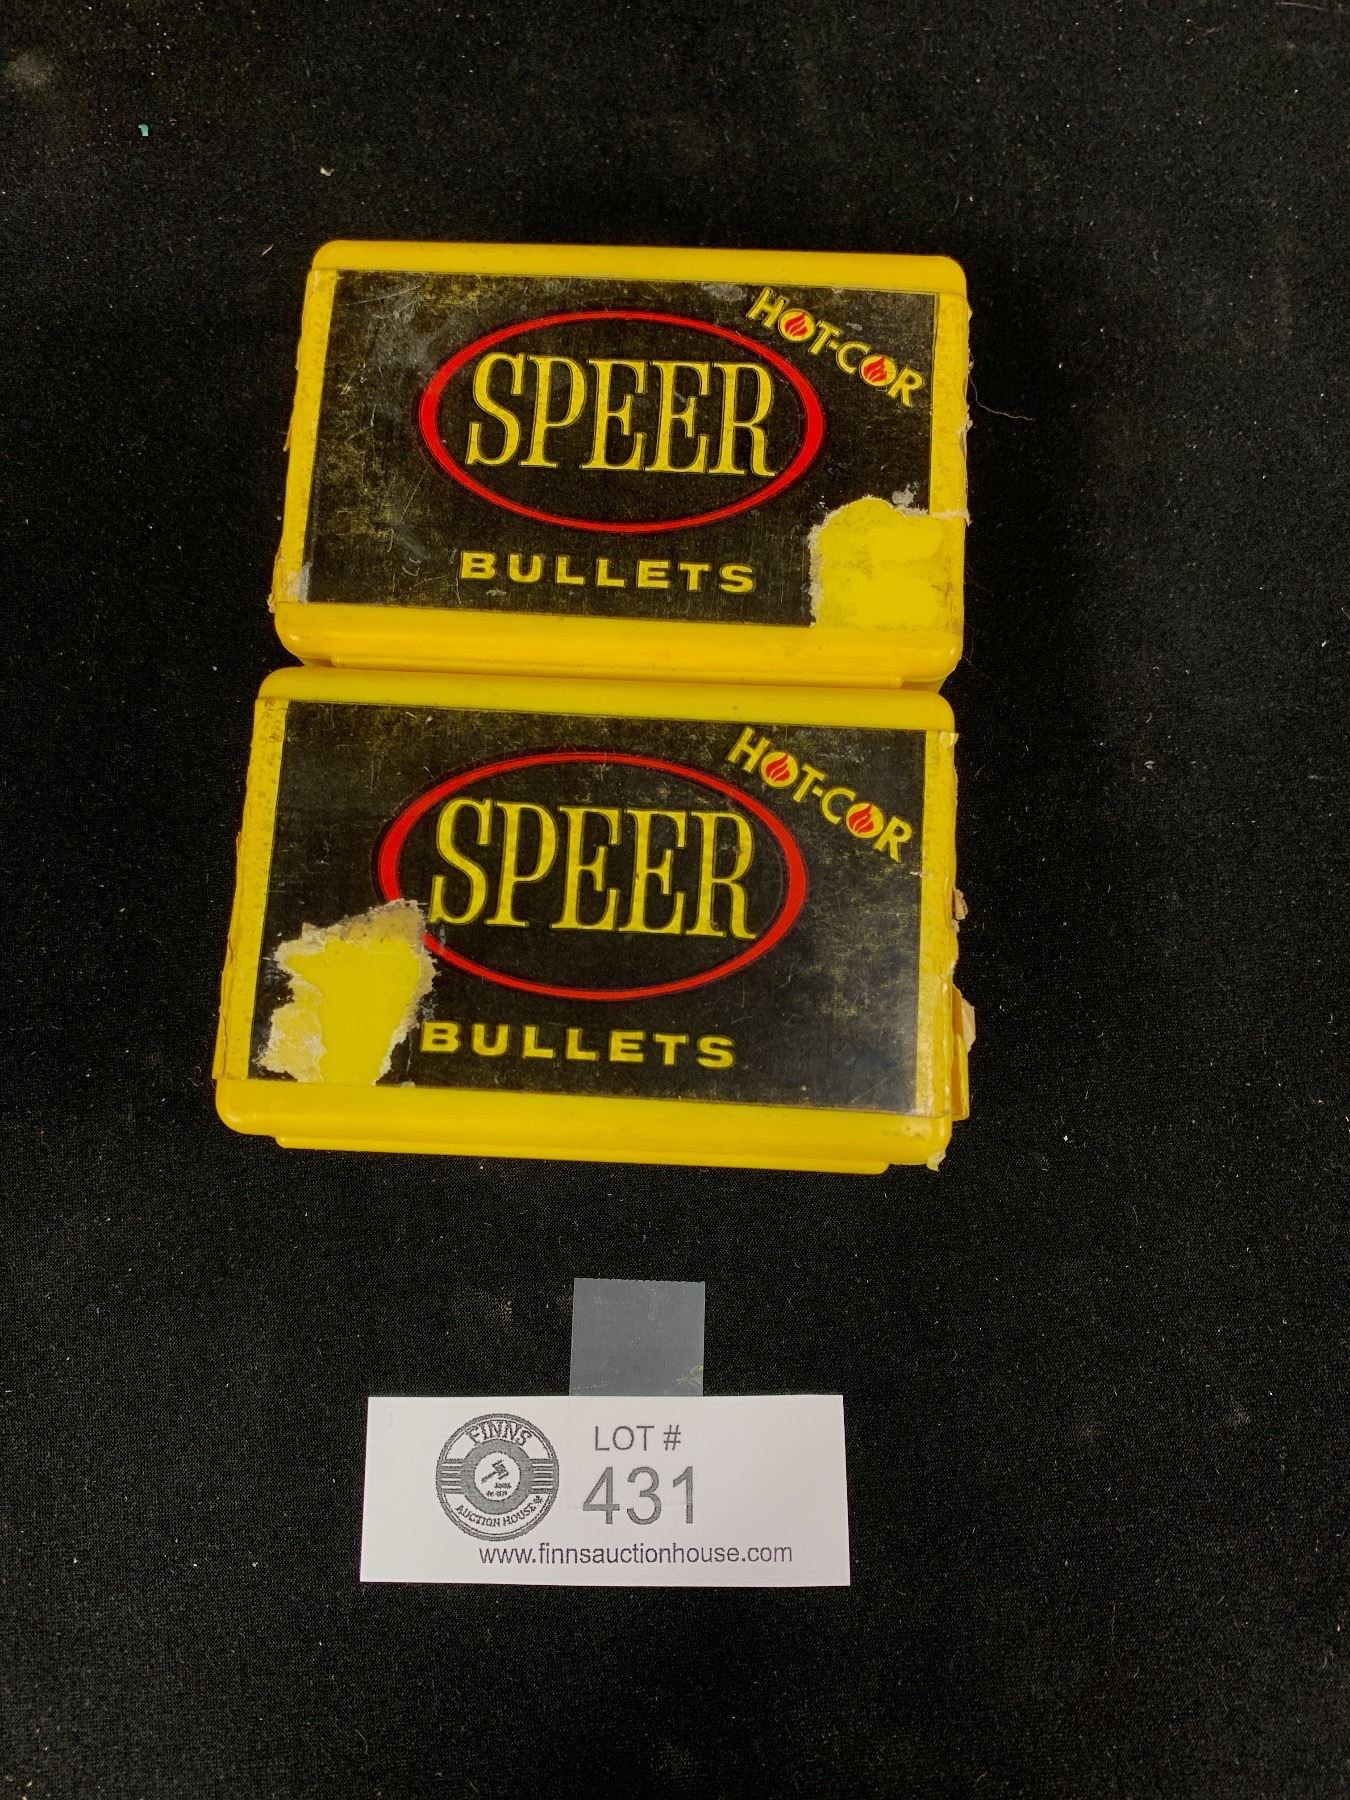 HOT-COR
SPEER
BULLETS
HOT-COR
SPEER
BULLETS
FINNS
AUCTION HOUSE
LOT #
431
www.finnsauctionhouse.com